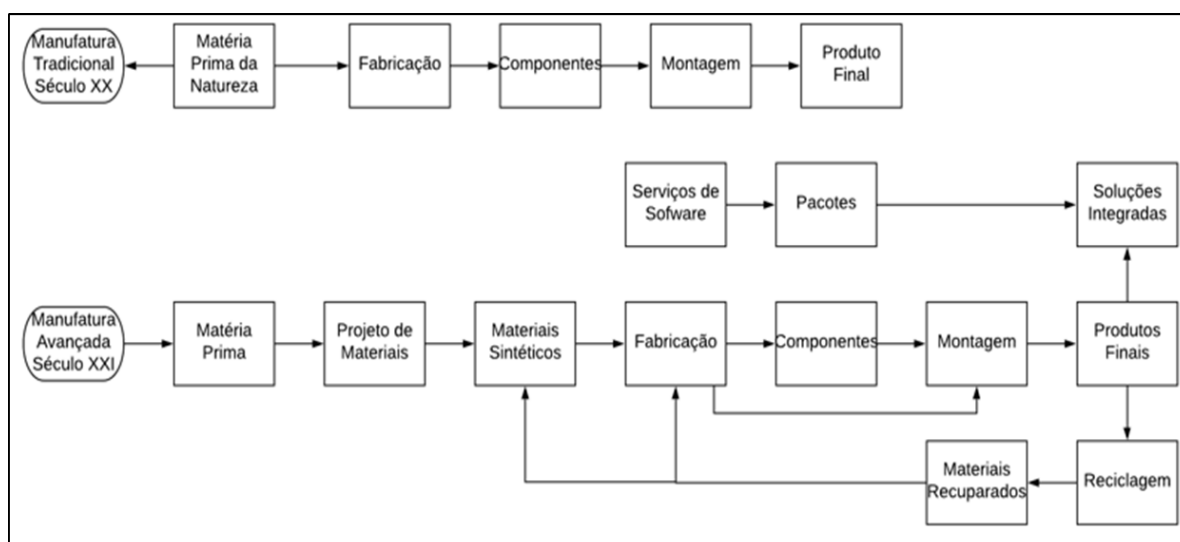 Manufatura
Tradicional
Século XX
Matéria
Prima da
Natureza
Fabricação
Componentes
Montagem
Produto
Final
Serviços de
Sofware
Pacotes
Soluções
Integradas
Manufatura
Avançada
Século XXI
Matéria
Prima
Projeto de
Materiais
Materiais
Sintéticos
Fabricação
Componentes
Montagem
Produtos
Finais
Materiais
Recuparados
Reciclagem